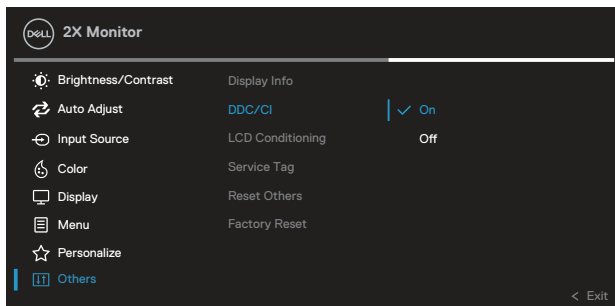 DELL 2X Monitor
Brightness/Contrast Display Info
Auto Adjust DDC/CI On
Input Source LCD Conditioning Off
Color Service Tag
Display Reset Others
Menu Factory Reset
Personalize
Others
< Exit